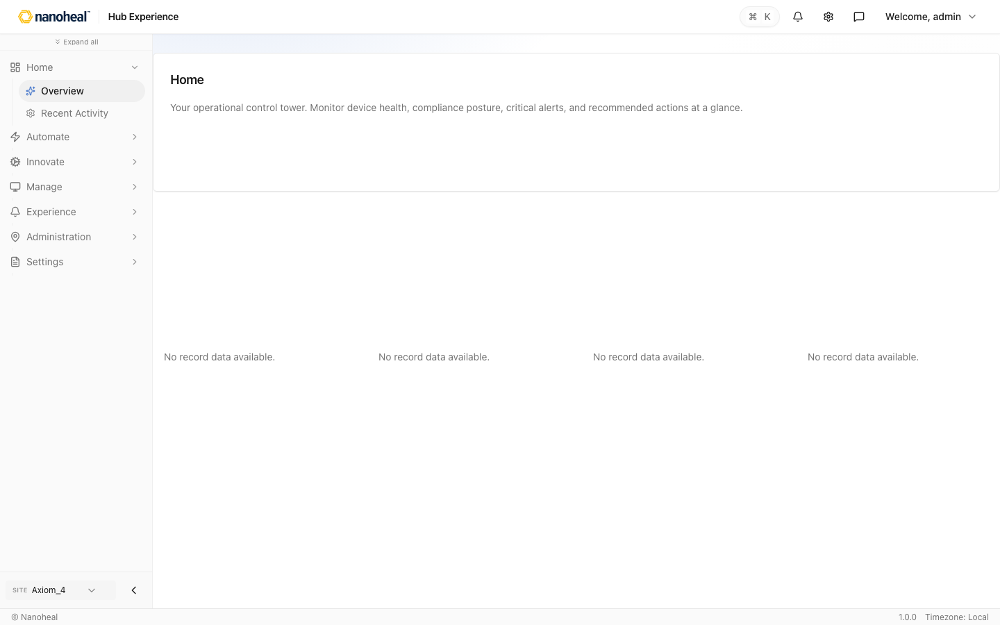 nanoheal™
Hub Experience
⌘ K
Welcome, admin
Expand all
Home
Overview
Recent Activity
Automate
Innovate
Manage
Experience
Administration
Settings
SITE Axiom_4
Home
Your operational control tower. Monitor device health, compliance posture, critical alerts, and recommended actions at a glance.
No record data available.
No record data available.
No record data available.
No record data available.
© Nanoheal
1.0.0
Timezone: Local